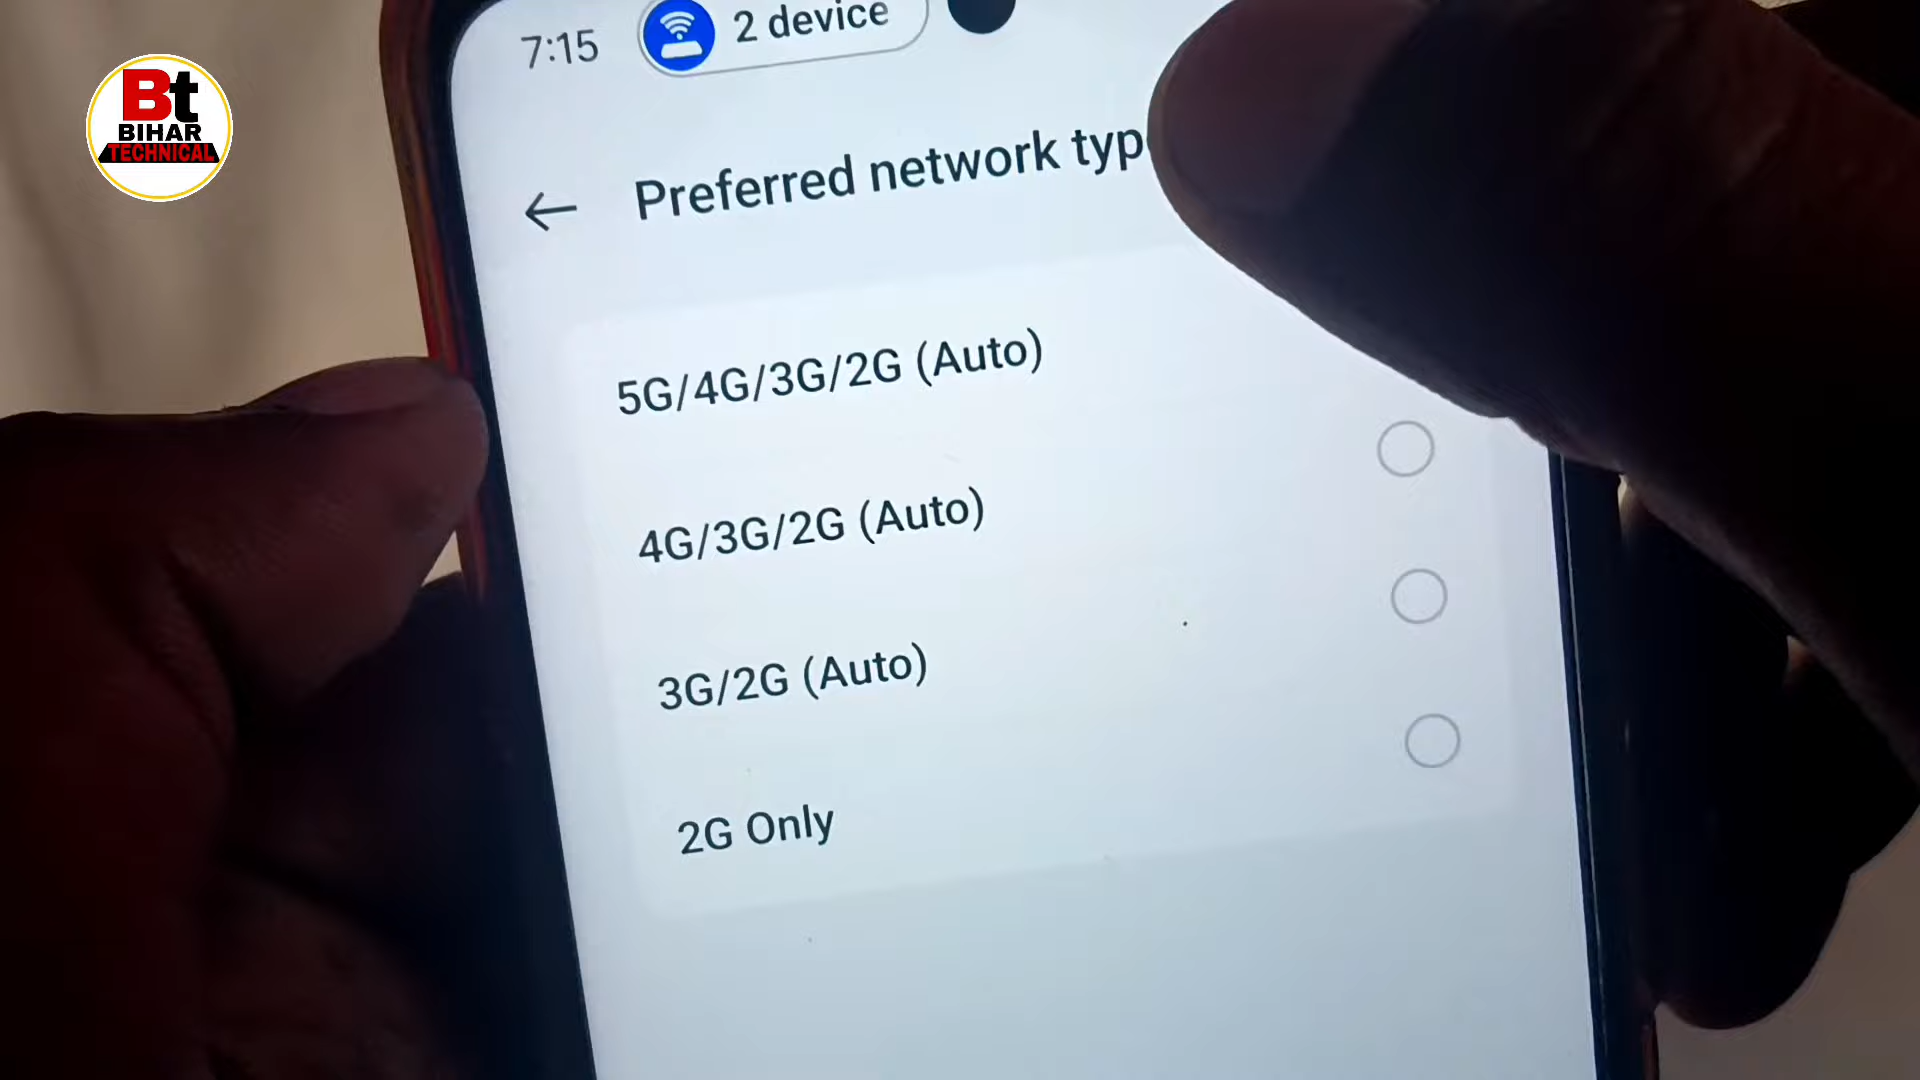 Bt
BIHAR
TECHNICAL
7:15
2 device
Preferred network typ
5G/4G/3G/2G (Auto)
4G/3G/2G (Auto)
3G/2G (Auto)
2G Only